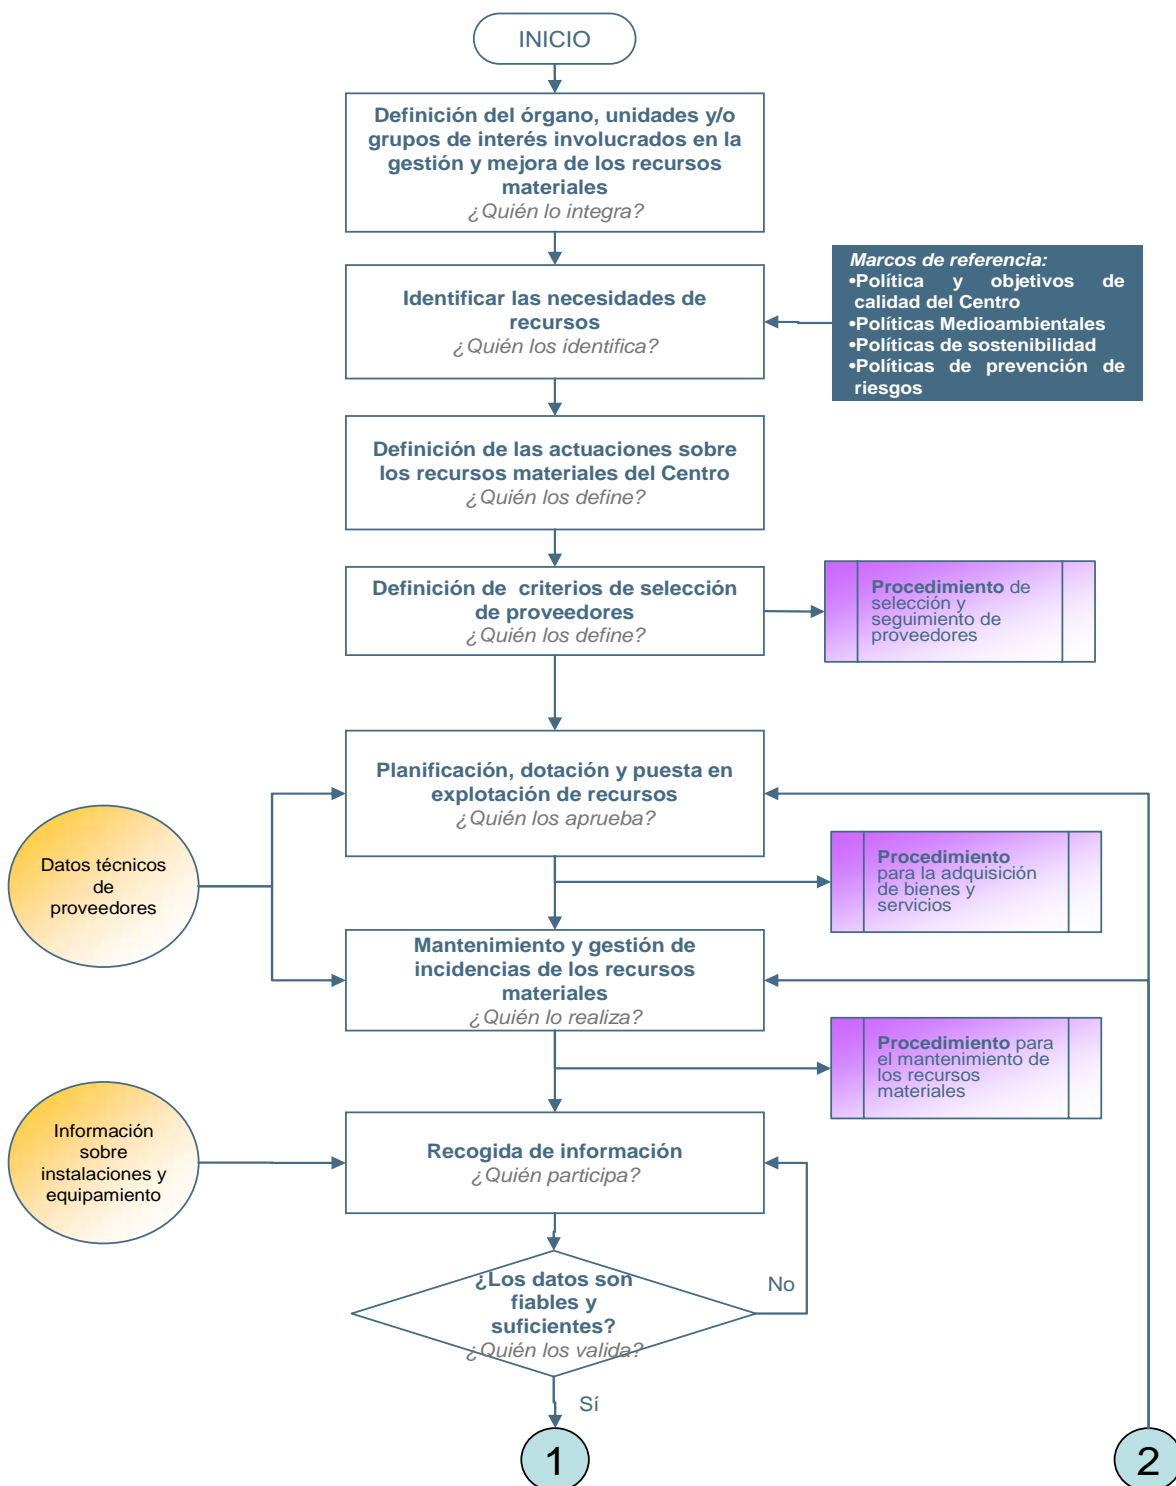 INICIO
Definición del órgano, unidades y/o
grupos de interés involucrados en la
gestión y mejora de los recursos
materiales
¿Quién lo integra?
Identificar las necesidades de
recursos
¿Quién los identifica?
Marcos de referencia:
•Política y objetivos de
calidad del Centro
•Políticas Medioambientales
•Políticas de sostenibilidad
•Políticas de prevención de
riesgos
Definición de las actuaciones sobre
los recursos materiales del Centro
¿Quién los define?
Definición de criterios de selección
de proveedores
¿Quién los define?
Procedimiento de
selección y
seguimiento de
proveedores
Planificación, dotación y puesta en
explotación de recursos
¿Quién los aprueba?
Datos técnicos
de
proveedores
Procedimiento
para la adquisición
de bienes y
servicios
Mantenimiento y gestión de
incidencias de los recursos
materiales
¿Quién lo realiza?
Procedimiento para
el mantenimiento de
los recursos
materiales
Información
sobre
instalaciones y
equipamiento
Recogida de información
¿Quién participa?
¿Los datos son
fiables y
suficientes?
¿Quién los valida?
No
Sí
1
2